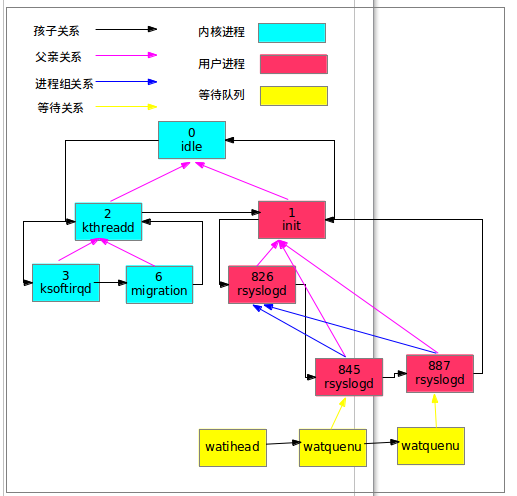 孩子关系
内核进程
父亲关系
用户进程
进程组关系
等待队列
等待关系
0
idle
2
kthreadd
1
init
3
ksoftirqd
6
migration
826
rsyslogd
845
rsyslogd
887
rsyslogd
watihead
watquenu
watquenu